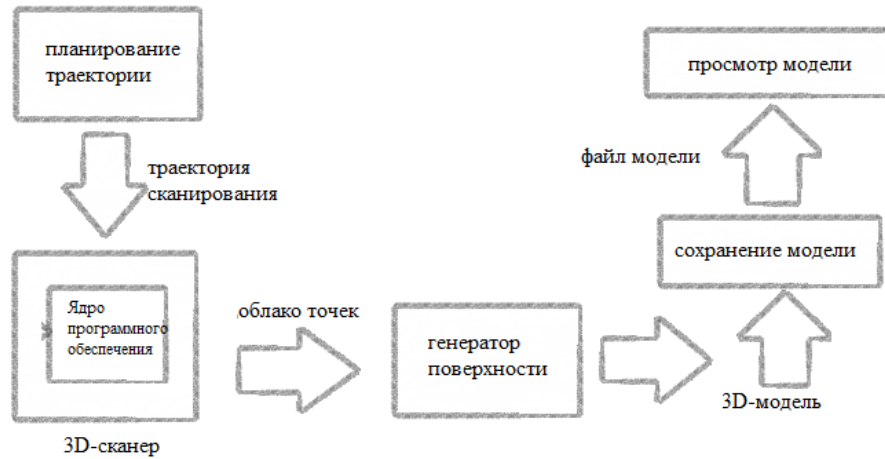 планирование
траектории
траектория
сканирования
Ядро
программного
обеспечения
3D-сканер
облако точек
генератор
поверхности
3D-модель
сохранение модели
файл модели
просмотр модели